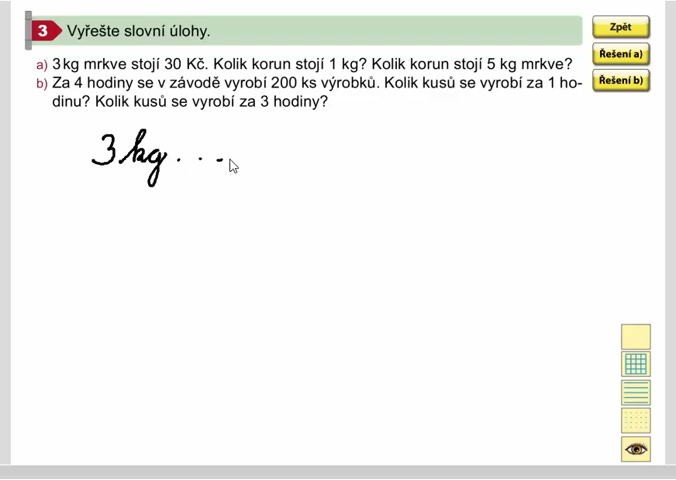 3 Vyřešte slovní úlohy.
Zpět
Řešení a)
Řešení b)
a) 3 kg mrkve stojí 30 Kč. Kolik korun stojí 1 kg? Kolik korun stojí 5 kg mrkve?
b) Za 4 hodiny se v závodě vyrobí 200 ks výrobků. Kolik kusů se vyrobí za 1 ho-
dinu? Kolik kusů se vyrobí za 3 hodiny?
3 kg . . .